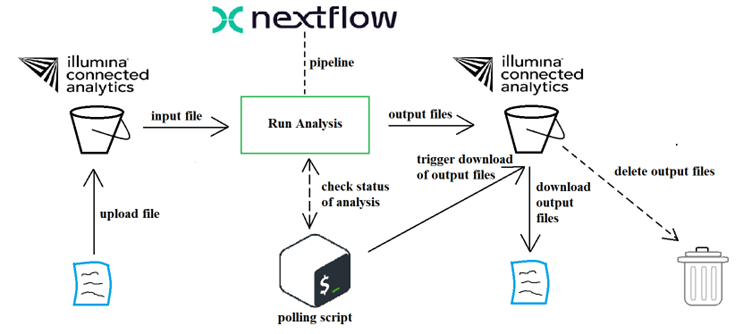 nextflow
illumina®
connected
analytics
pipeline
illumina®
connected
analytics
input file
Run Analysis
output files
trigger download
of output files
delete output files
check status
of analysis
download
output
files
upload file
$_
polling script